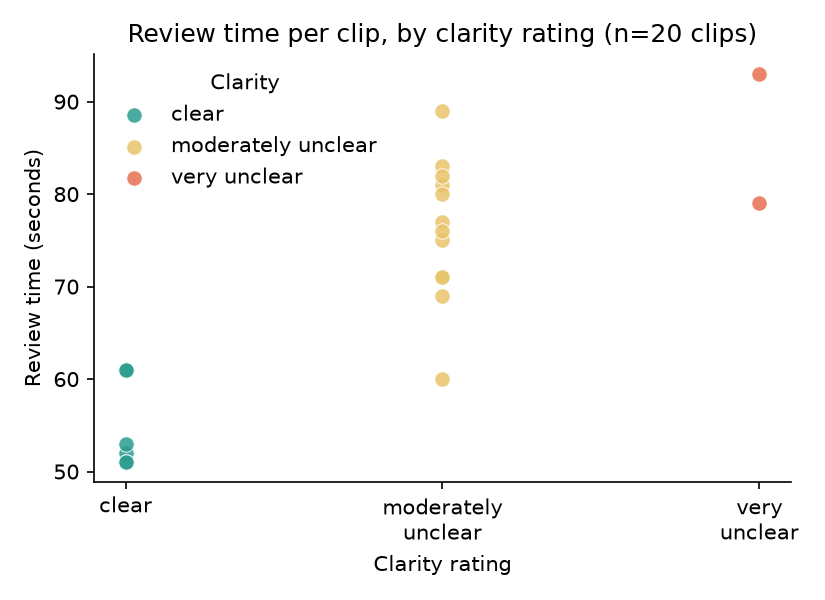 Review time per clip, by clarity rating (n=20 clips)
Clarity
clear
moderately unclear
very unclear
Review time (seconds)
90
80
70
60
50
clear
moderately
unclear
very
unclear
Clarity rating